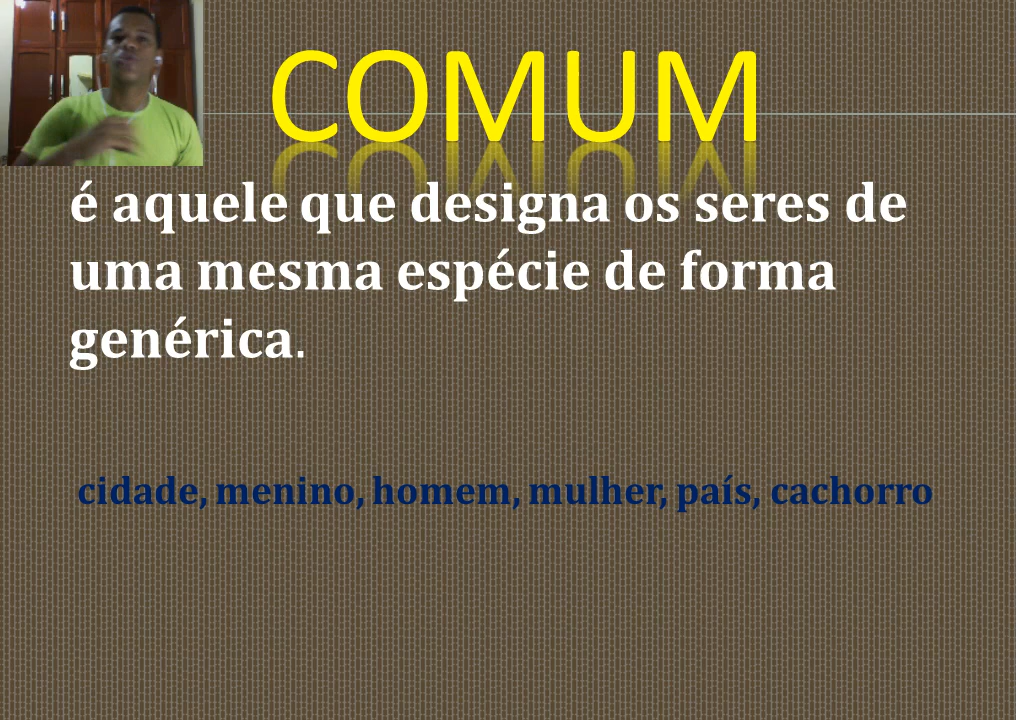 COMUM
é aquele que designa os seres de
uma mesma espécie de forma
genérica.
cidade, menino, homem, mulher, país, cachorro